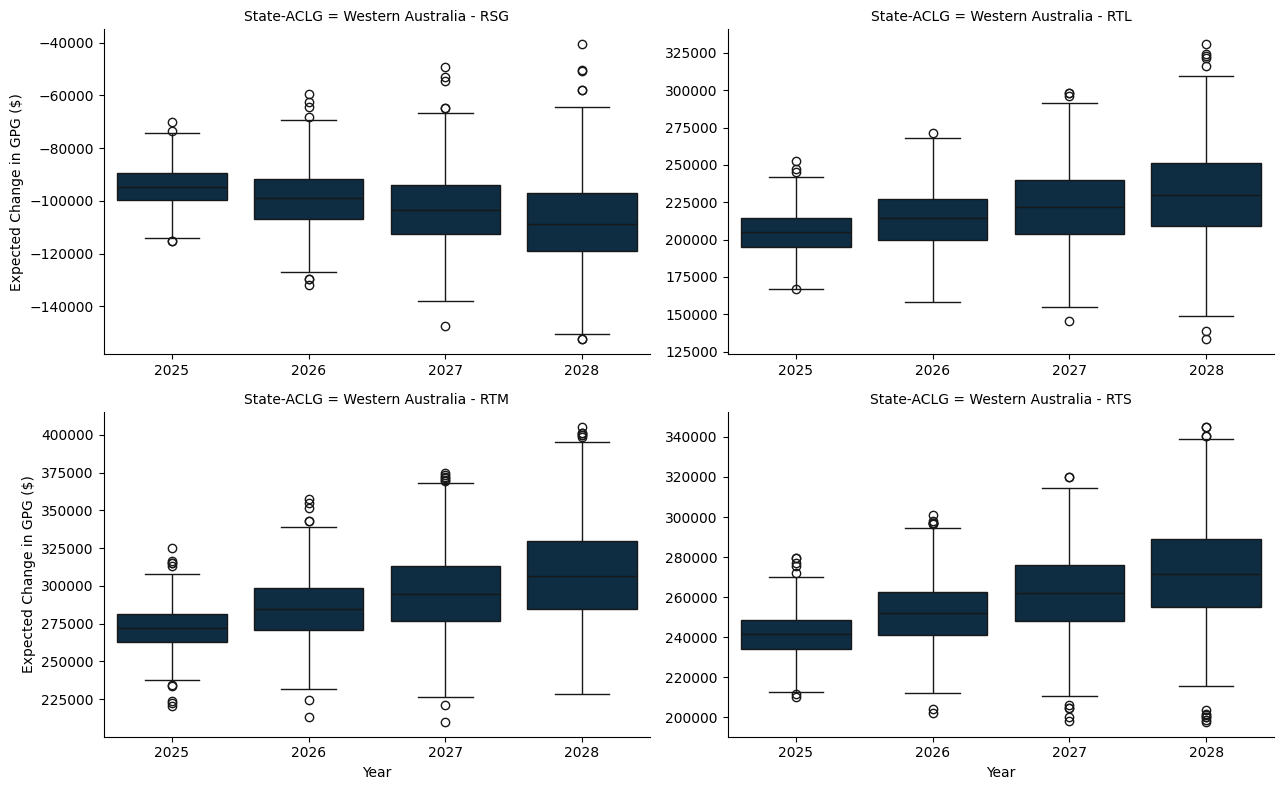 State-ACLG = Western Australia - RSG
Expected Change in GPG ($)
−40000
−60000
−80000
−100000
−120000
−140000
2025 2026 2027 2028
State-ACLG = Western Australia - RTL
325000
300000
275000
250000
225000
200000
175000
150000
125000
2025 2026 2027 2028
State-ACLG = Western Australia - RTM
Expected Change in GPG ($)
400000
375000
350000
325000
300000
275000
250000
225000
2025 2026 2027 2028
Year
State-ACLG = Western Australia - RTS
340000
320000
300000
280000
260000
240000
220000
200000
2025 2026 2027 2028
Year